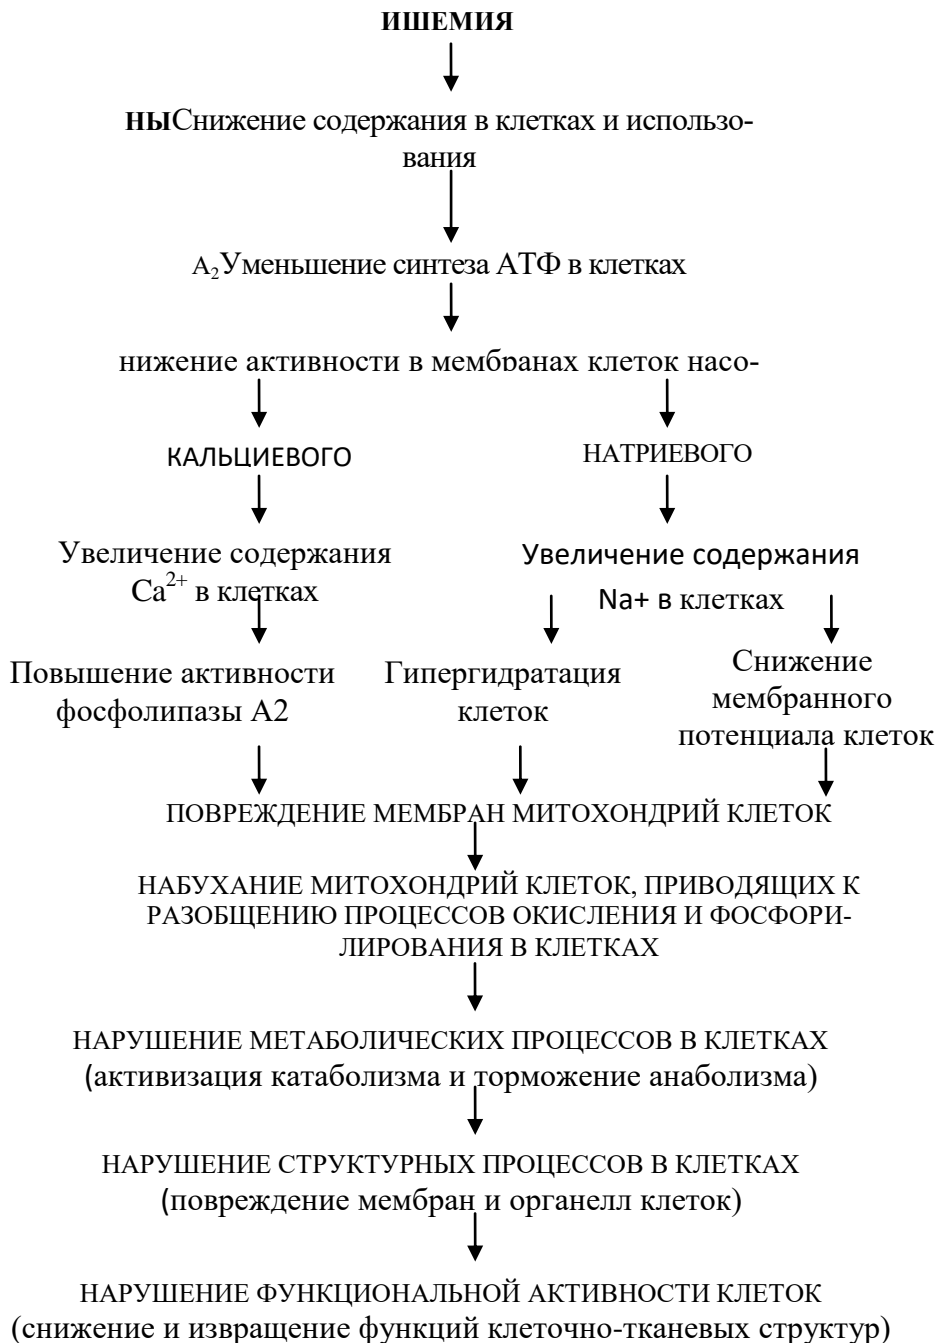 ИШЕМИЯ
НЫСнижение содержания в клетках и использо-
вания
А₂Уменьшение синтеза АТФ в клетках
нижение активности в мембранах клеток насо-
КАЛЬЦИЕВОГО
НАТРИЕВОГО
Увеличение содержания
Ca²⁺ в клетках
Увеличение содержания
Na+ в клетках
Повышение активности
фосфолипазы А2
Гипергидратация
клеток
Снижение
мембранного
потенциала клеток
ПОВРЕЖДЕНИЕ МЕМБРАН МИТОХОНДРИЙ КЛЕТОК
НАБУХАНИЕ МИТОХОНДРИЙ КЛЕТОК, ПРИВОДЯЩИХ К
РАЗОБЩЕНИЮ ПРОЦЕССОВ ОКИСЛЕНИЯ И ФОСФОРИ-
ЛИРОВАНИЯ В КЛЕТКАХ
НАРУШЕНИЕ МЕТАБОЛИЧЕСКИХ ПРОЦЕССОВ В КЛЕТКАХ
(активизация катаболизма и торможение анаболизма)
НАРУШЕНИЕ СТРУКТУРНЫХ ПРОЦЕССОВ В КЛЕТКАХ
(повреждение мембран и органелл клеток)
НАРУШЕНИЕ ФУНКЦИОНАЛЬНОЙ АКТИВНОСТИ КЛЕТОК
(снижение и извращение функций клеточно-тканевых структур)